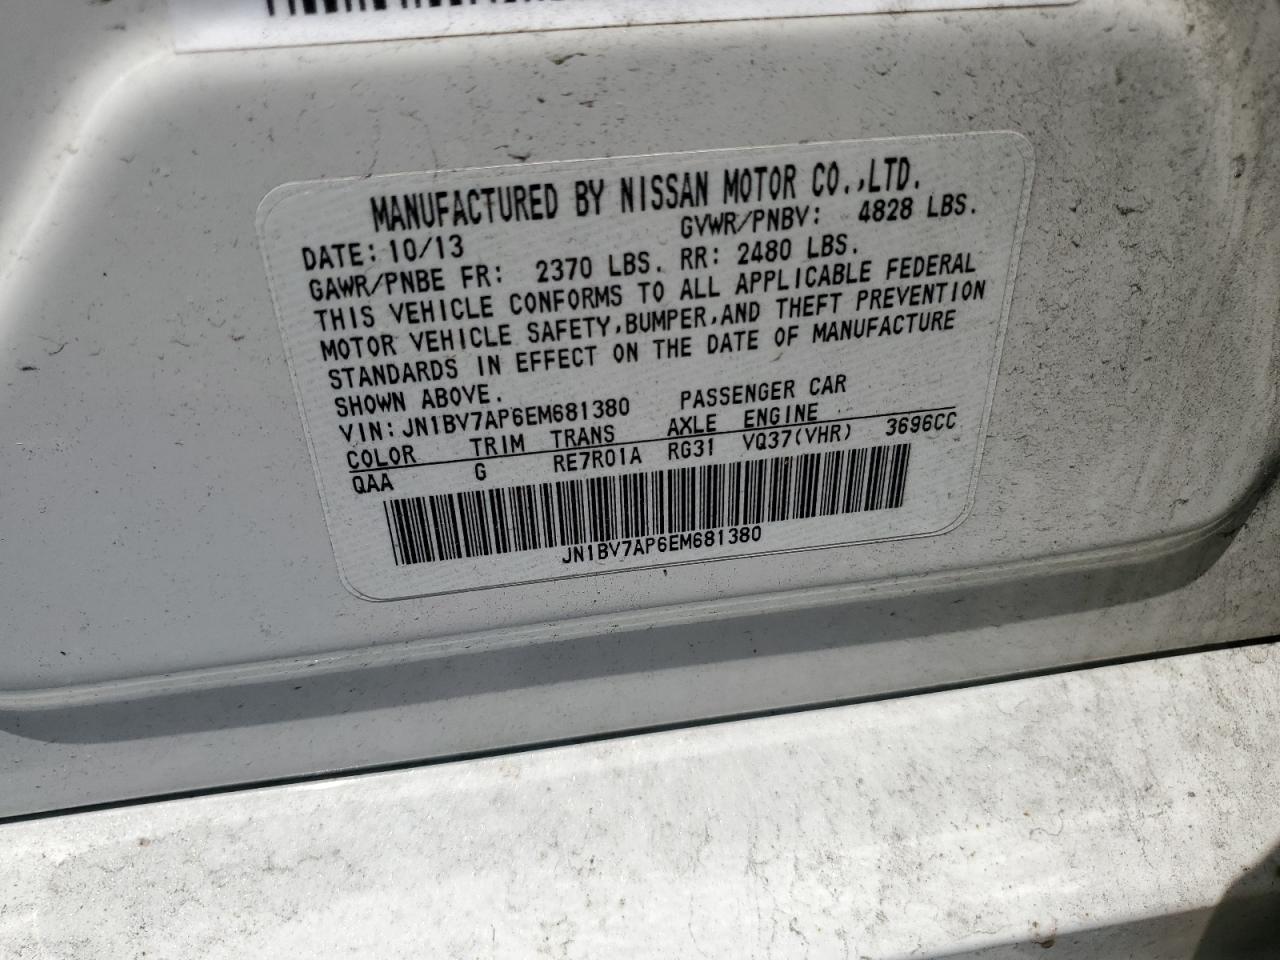 MANUFACTURED BY NISSAN MOTOR CO.,LTD.
DATE: 10/13 GVWR/PNBV: 4828 LBS.
GAWR/PNBE FR: 2370 LBS. RR: 2480 LBS.
THIS VEHICLE CONFORMS TO ALL APPLICABLE FEDERAL
MOTOR VEHICLE SAFETY,BUMPER,AND THEFT PREVENTION
STANDARDS IN EFFECT ON THE DATE OF MANUFACTURE
SHOWN ABOVE.
VIN:JN1BV7AP6EM681380 PASSENGER CAR
COLOR TRIM TRANS AXLE ENGINE
QAA G RE7R01A RG31 VQ37(VHR) 3696CC
JN1BV7AP6EM681380